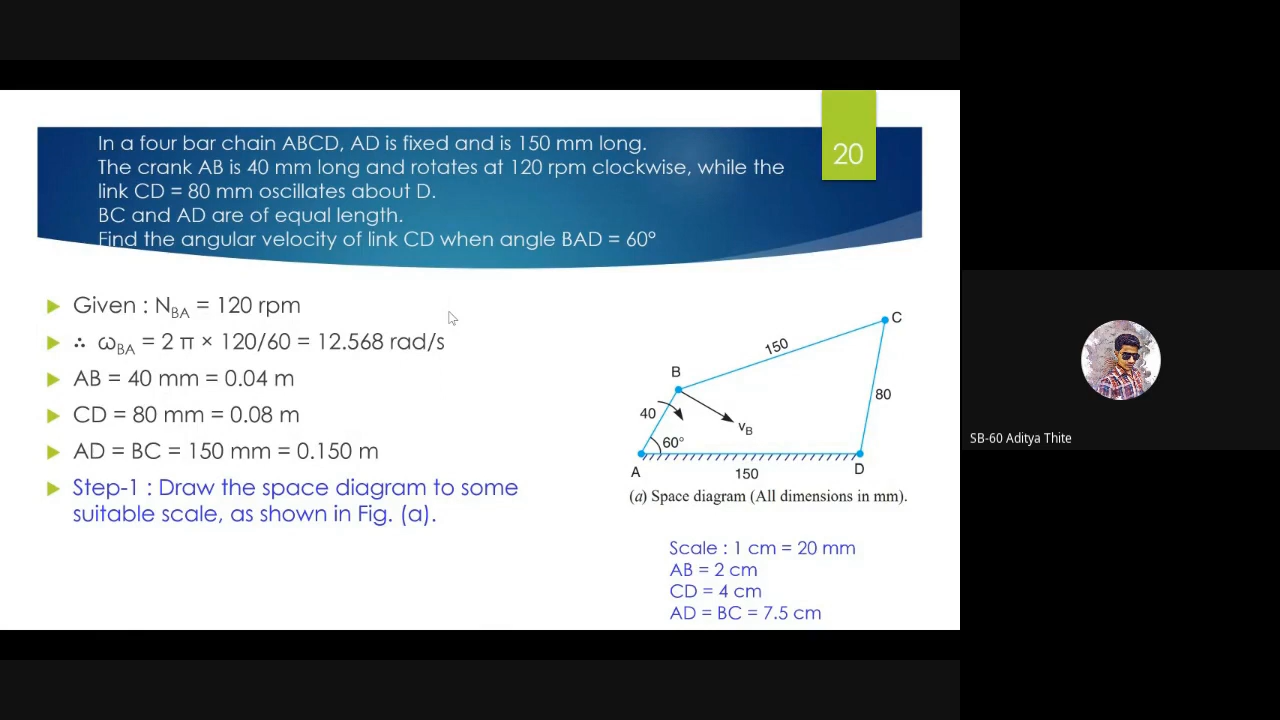 In a four bar chain ABCD, AD is fixed and is 150 mm long.
The crank AB is 40 mm long and rotates at 120 rpm clockwise, while the
link CD = 80 mm oscillates about D.
BC and AD are of equal length.
Find the angular velocity of link CD when angle BAD = 60°
20
Given : N_BA = 120 rpm
∴ ω_BA = 2 π × 120/60 = 12.568 rad/s
AB = 40 mm = 0.04 m
CD = 80 mm = 0.08 m
AD = BC = 150 mm = 0.150 m
Step-1 : Draw the space diagram to some
suitable scale, as shown in Fig. (a).
C
150
B
80
40
v_B
60°
A
150
D
(a) Space diagram (All dimensions in mm).
Scale : 1 cm = 20 mm
AB = 2 cm
CD = 4 cm
AD = BC = 7.5 cm
SB-60 Aditya Thite